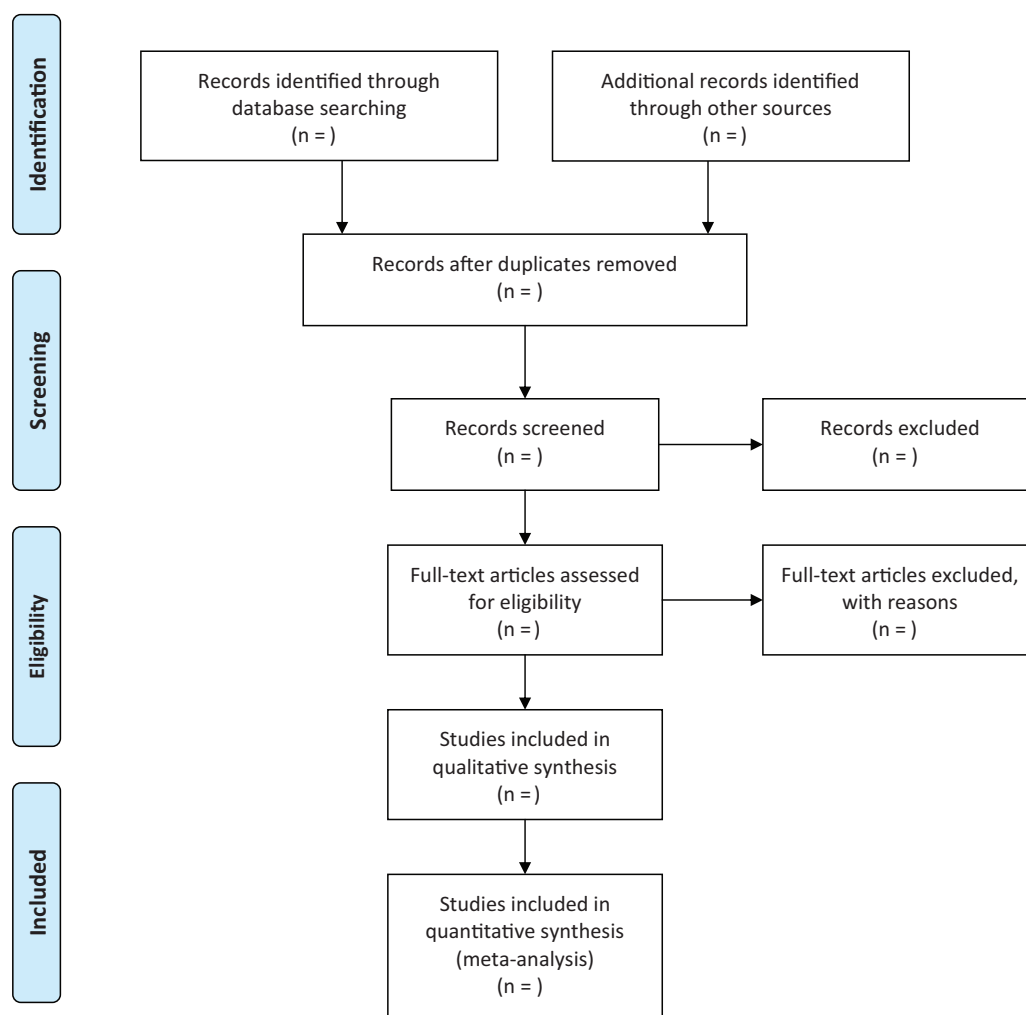 Identification
Records identified through
database searching
(n = )
Additional records identified
through other sources
(n = )
Screening
Records after duplicates removed
(n = )
Records screened
(n = )
Records excluded
(n = )
Eligibility
Full-text articles assessed
for eligibility
(n = )
Full-text articles excluded,
with reasons
(n = )
Studies included in
qualitative synthesis
(n = )
Included
Studies included in
quantitative synthesis
(meta-analysis)
(n = )